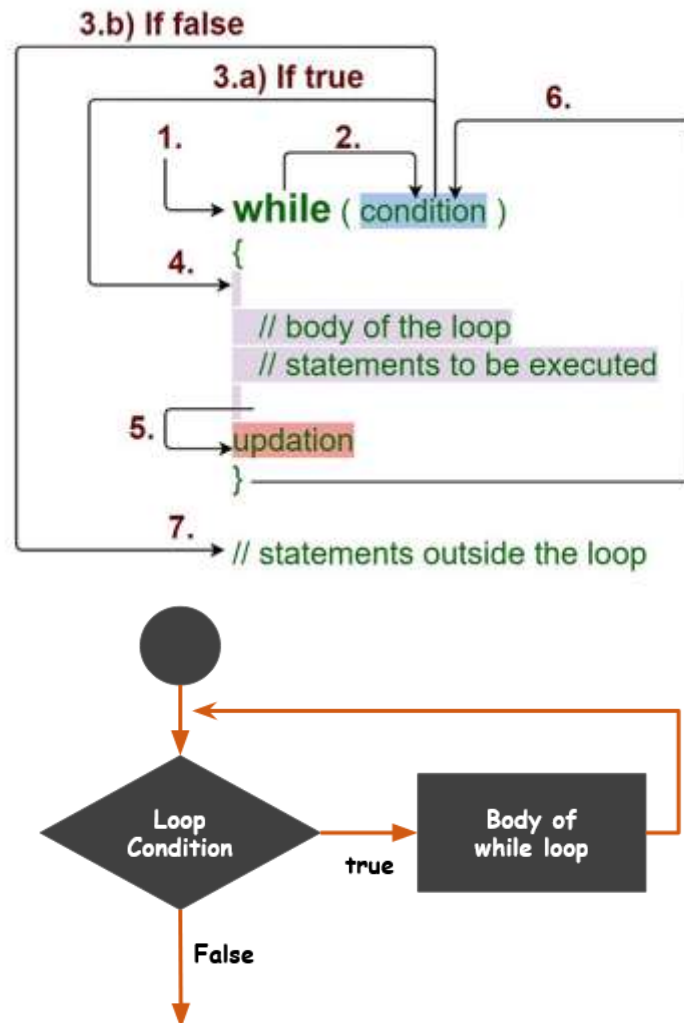 3.b) If false
3.a) If true
6.
1.
2.
while ( condition )
{
4.
// body of the loop
// statements to be executed
5.
updation
}
7.
// statements outside the loop
Loop
Condition
true
Body of
while loop
False